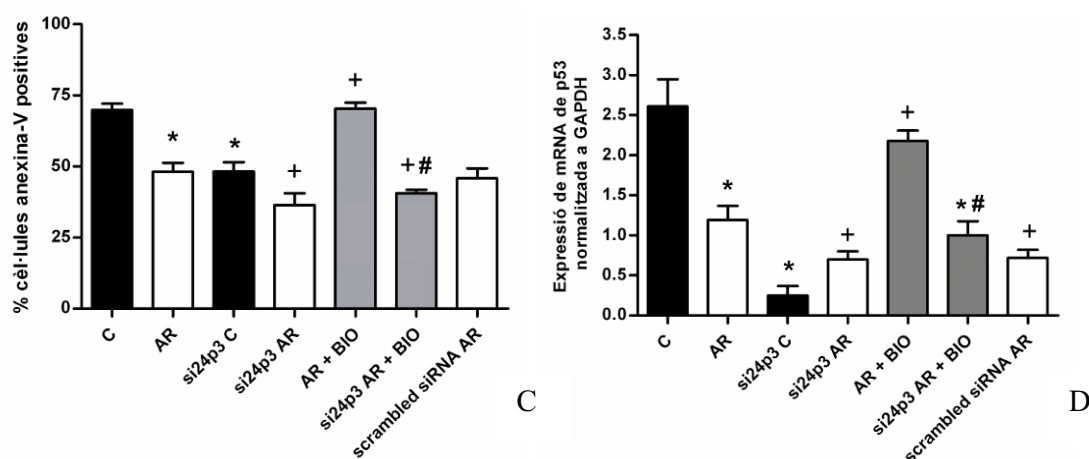 % cèl·lules anexina-V positives
100
75
50
25
0
*
*
+
+
+ #
C
AR
si24p3 C
si24p3 AR
AR + BIO
si24p3 AR + BIO
scrambled siRNA AR
C
Expressió de mRNA de p53
normalitzada a GAPDH
3.5
3.0
2.5
2.0
1.5
1.0
0.5
0.0
*
*
+
+
* #
+
C
AR
si24p3 C
si24p3 AR
AR + BIO
si24p3 AR + BIO
scrambled siRNA AR
D